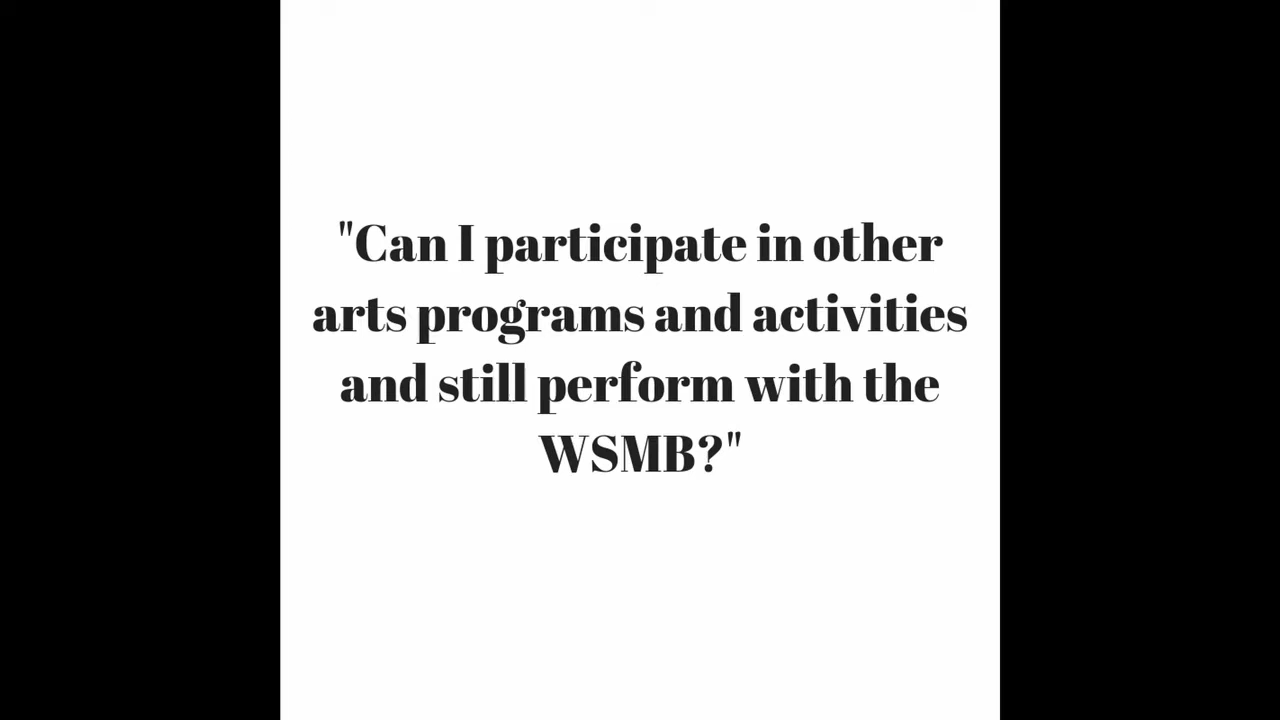 "Can I participate in other
arts programs and activities
and still perform with the
WSMB?"